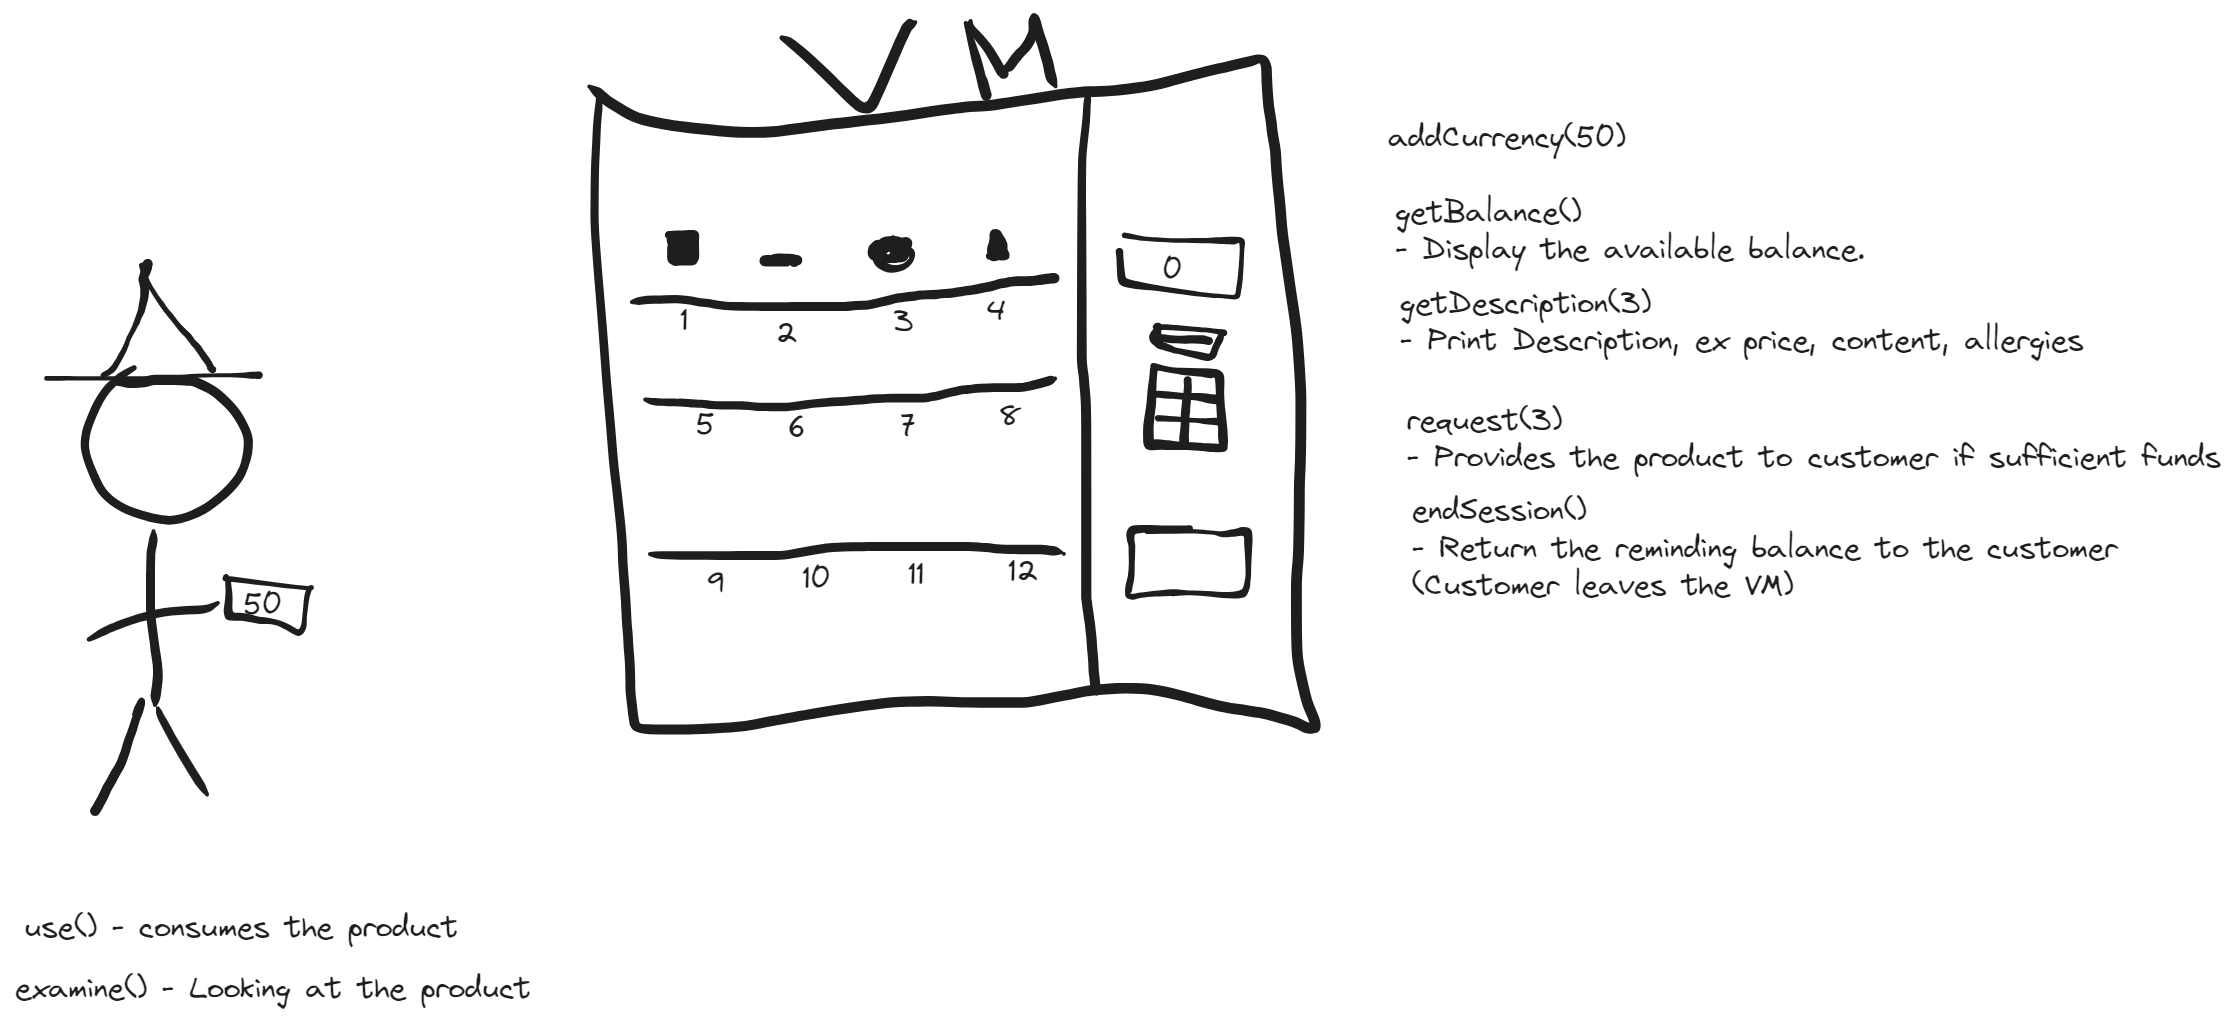 V M
addCurrency(50)
getBalance()
- Display the available balance.
0
getDescription(3)
1 2 3 4
- Print Description, ex price, content, allergies
request(3)
5 6 7 8
- Provides the product to customer if sufficient funds
endSession()
- Return the reminding balance to the customer
(Customer leaves the VM)
9 10 11 12
50
use() - consumes the product
examine() - Looking at the product